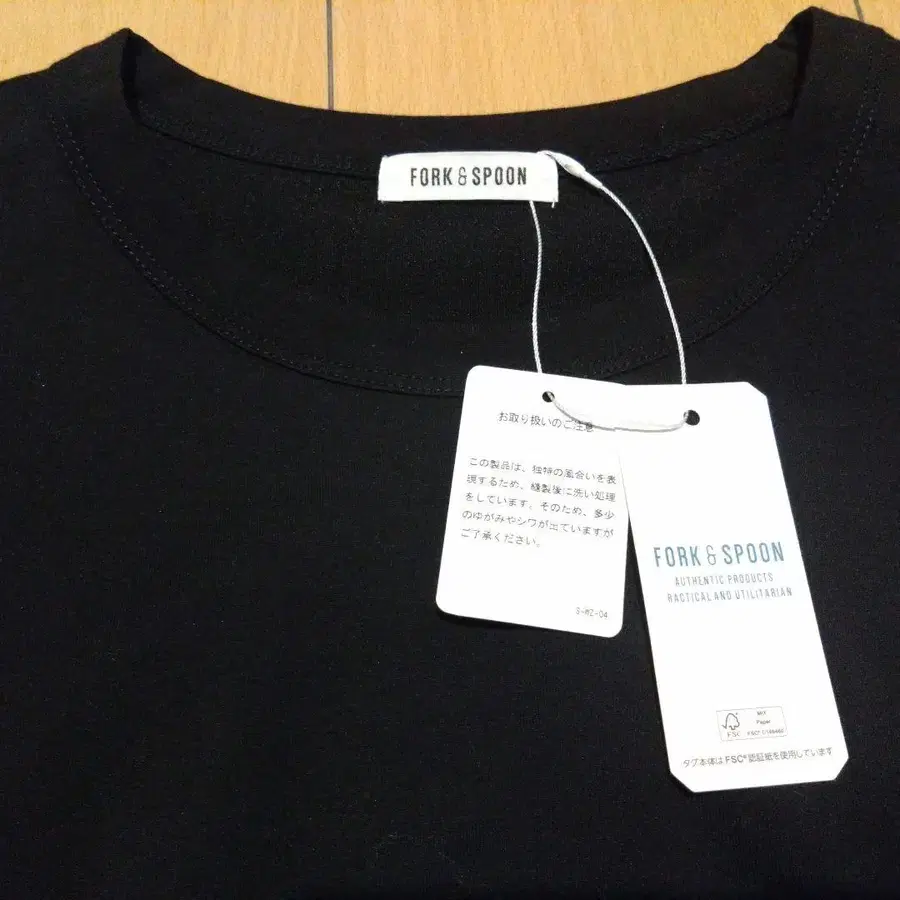 FORK & SPOON
お取り扱いのご注意
この製品は、独特の風合いを表
現するため、縫製後に洗い処理
をしています。そのため、多少
のゆがみやシワが出ていますが
ご了承ください。
S-WZ-04
FORK & SPOON
AUTHENTIC PRODUCTS
RACTICAL AND UTILITARIAN
FSC
MIX
Paper
タグ本体はFSC®認証紙を使用しています